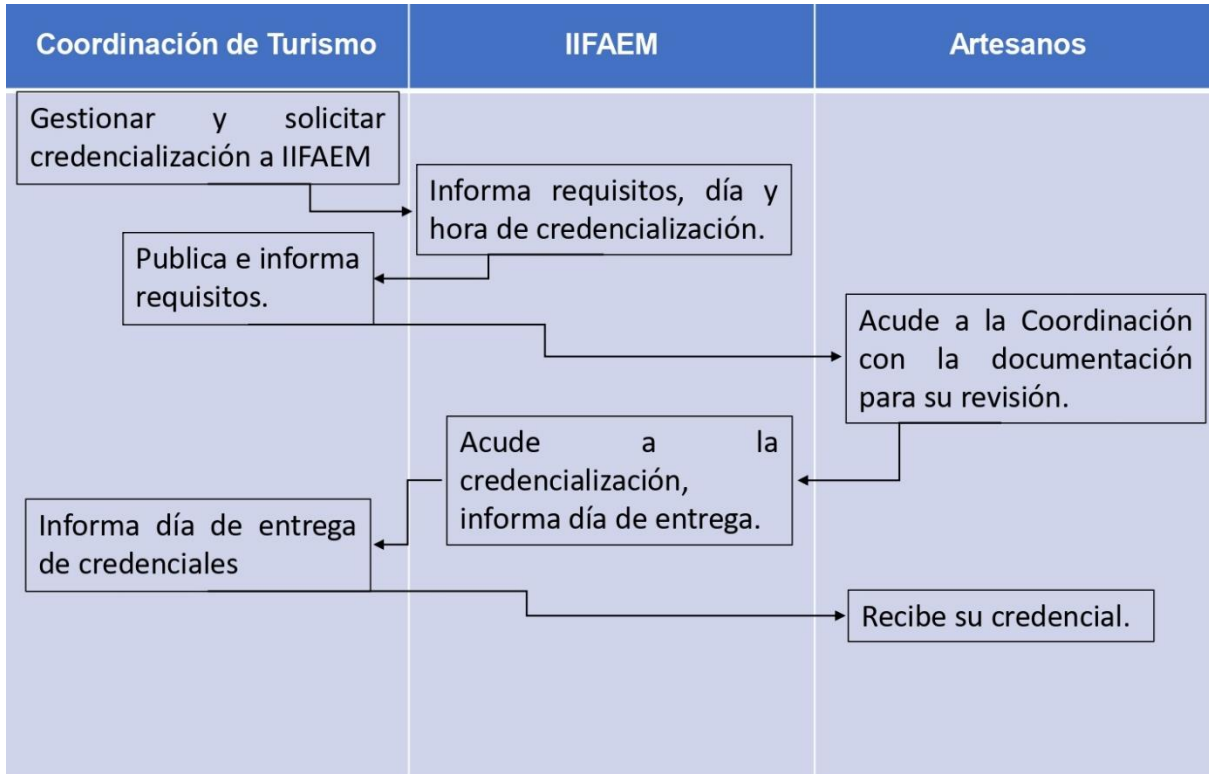 Coordinación de Turismo
IIFAEM
Artesanos
Gestionar y solicitar
credencialización a IIFAEM
Informa requisitos, día y
hora de credencialización.
Publica e informa
requisitos.
Acude a la Coordinación
con la documentación
para su revisión.
Acude a la
credencialización,
informa día de entrega.
Informa día de entrega
de credenciales
Recibe su credencial.